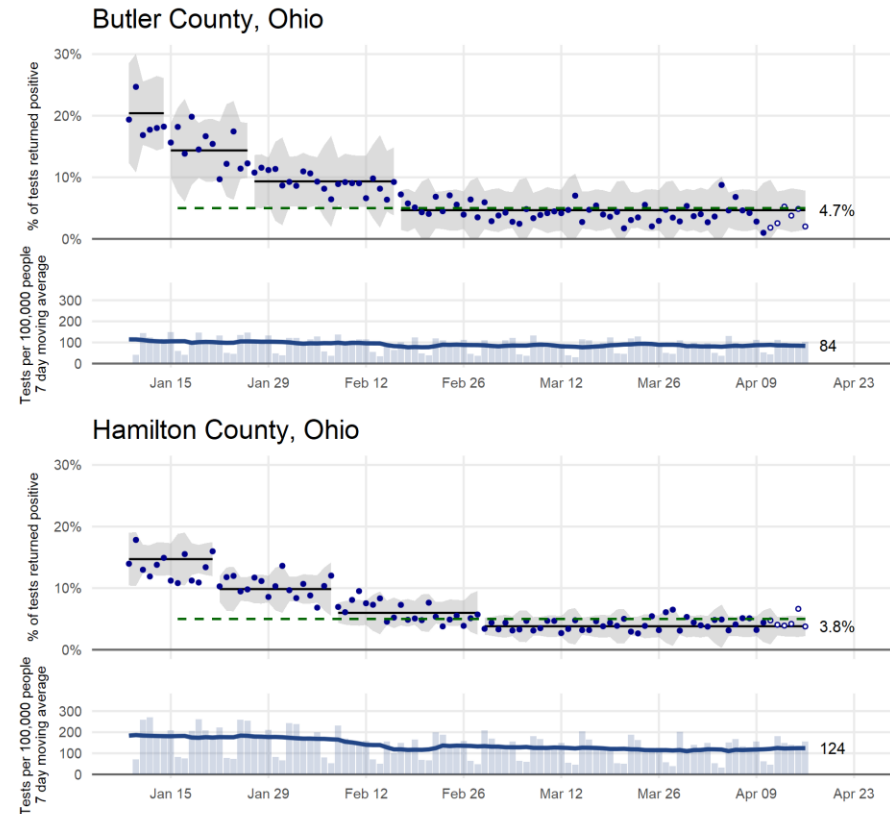 Butler County, Ohio
% of tests returned positive
30%
20%
10%
0%
4.7%
Tests per 100,000 people
7 day moving average
300
200
100
0
84
Jan 15 Jan 29 Feb 12 Feb 26 Mar 12 Mar 26 Apr 09 Apr 23
Hamilton County, Ohio
% of tests returned positive
30%
20%
10%
0%
3.8%
Tests per 100,000 people
7 day moving average
300
200
100
0
124
Jan 15 Jan 29 Feb 12 Feb 26 Mar 12 Mar 26 Apr 09 Apr 23